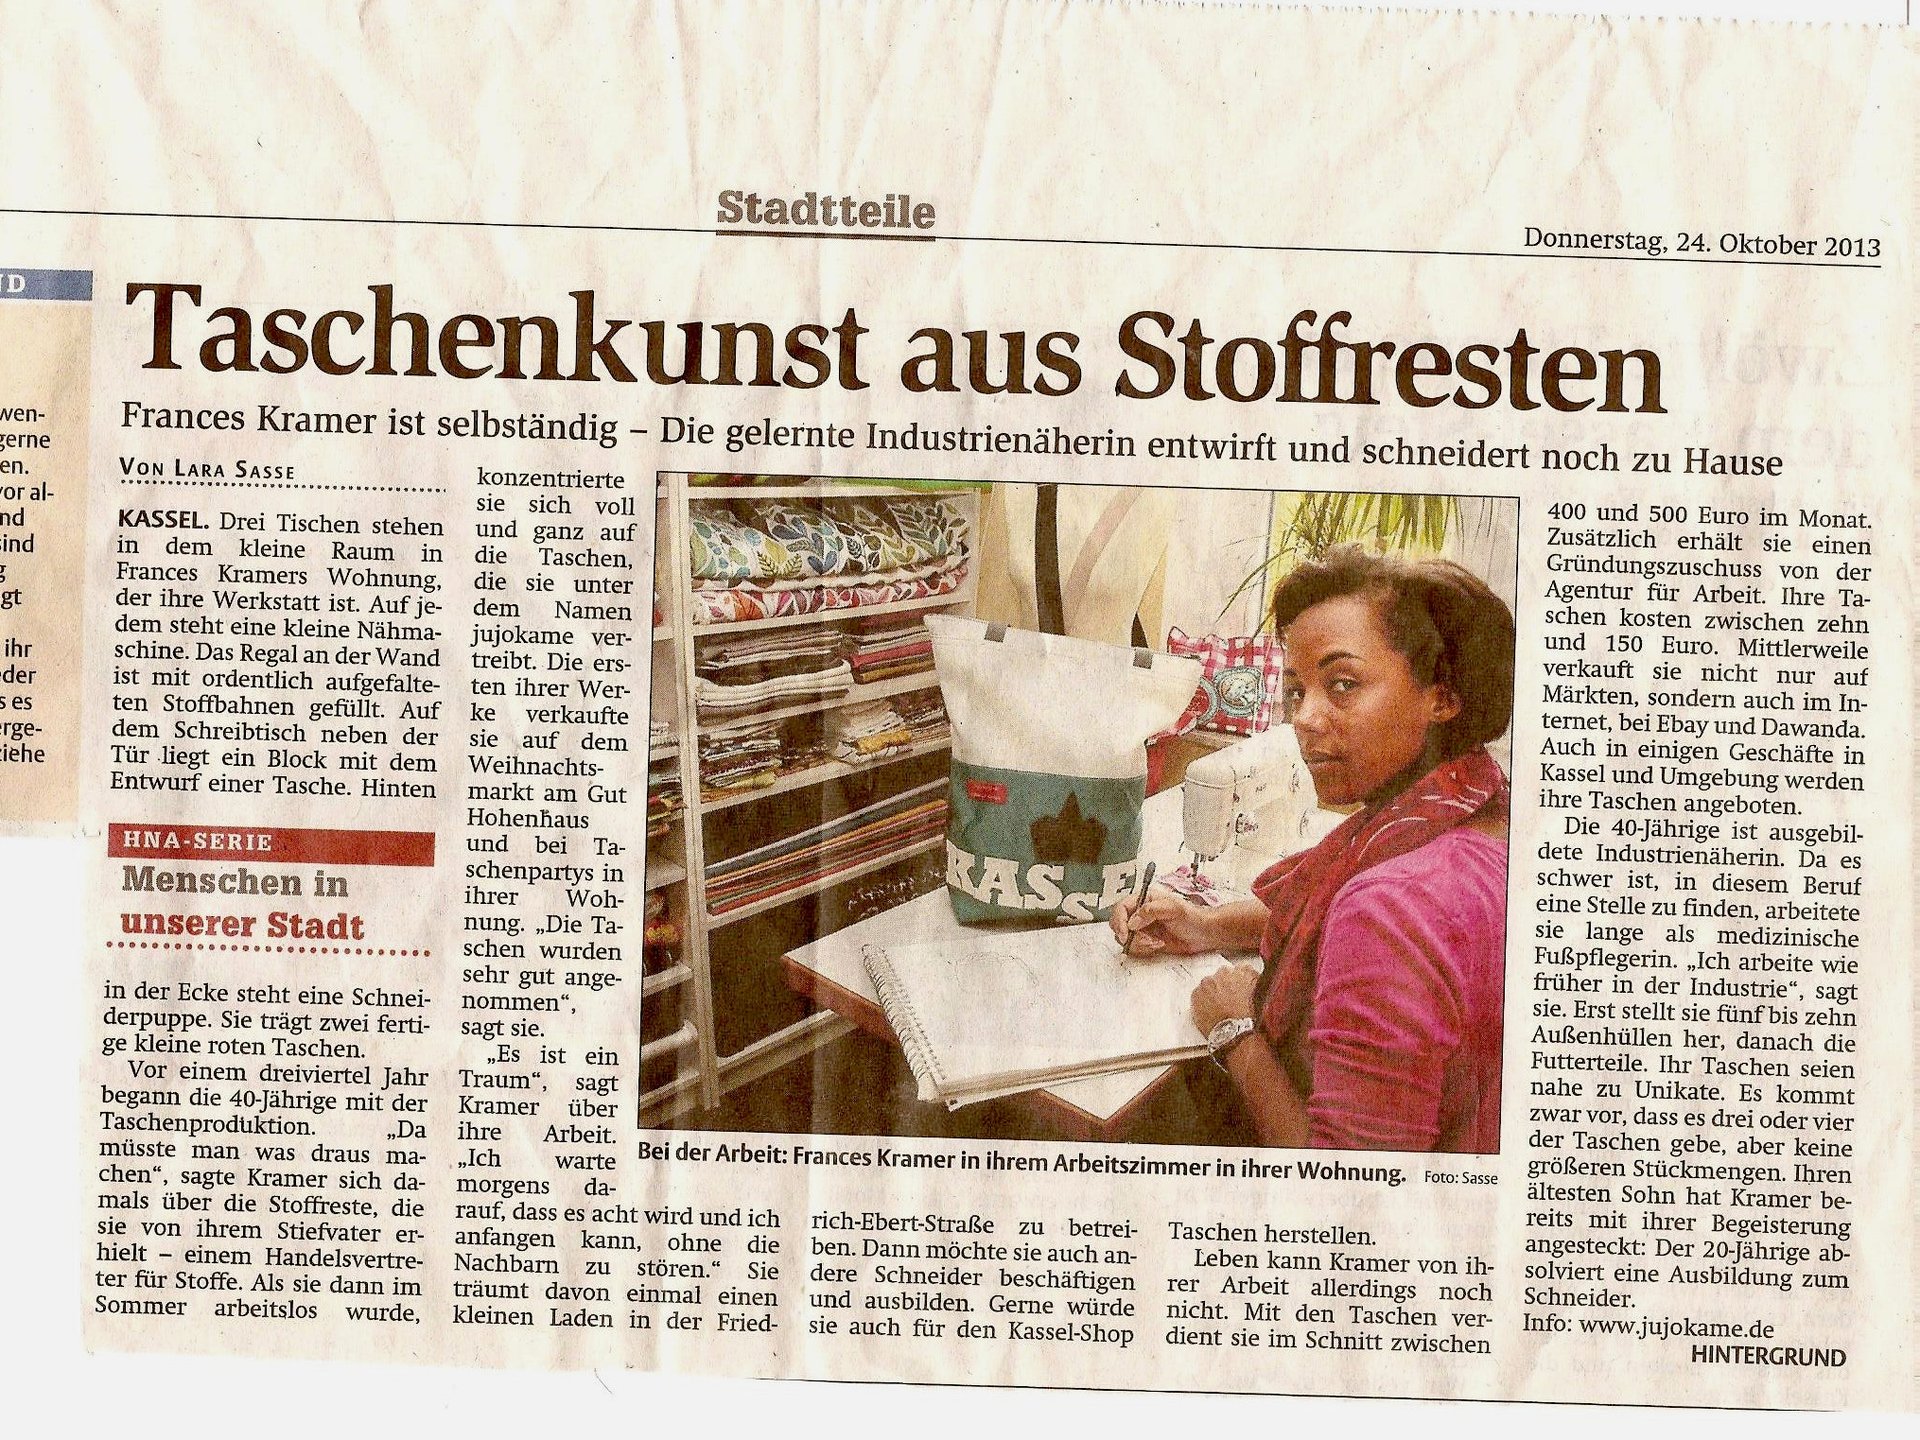 Stadtteile
Donnerstag, 24. Oktober 2013
ND
wen-
gerne
en.
vor al-
nd
sind
g
gt
ihr
der
s es
rge-
iehe
Taschenkunst aus Stoffresten
Frances Kramer ist selbständig – Die gelernte Industrienäherin entwirft und schneidert noch zu Hause
VON LARA SASSE
KASSEL. Drei Tischen stehen
in dem kleine Raum in
Frances Kramers Wohnung,
der ihre Werkstatt ist. Auf je-
dem steht eine kleine Nähma-
schine. Das Regal an der Wand
ist mit ordentlich aufgefalte-
ten Stoffbahnen gefüllt. Auf
dem Schreibtisch neben der
Tür liegt ein Block mit dem
Entwurf einer Tasche. Hinten
HNA-SERIE
Menschen in
unserer Stadt
in der Ecke steht eine Schnei-
derpuppe. Sie trägt zwei ferti-
ge kleine roten Taschen.
Vor einem dreiviertel Jahr
begann die 40-Jährige mit der
Taschenproduktion. „Da
müsste man was draus ma-
chen“, sagte Kramer sich da-
mals über die Stoffreste, die
sie von ihrem Stiefvater er-
hielt – einem Handelsvertre-
ter für Stoffe. Als sie dann im
Sommer arbeitslos wurde,
konzentrierte
sie sich voll
und ganz auf
die Taschen,
die sie unter
dem Namen
jujokame ver-
treibt. Die ers-
ten ihrer Wer-
ke verkaufte
sie auf dem
Weihnachts-
markt am Gut
Hohenhaus
und bei Ta-
schenpartys in
ihrer Woh-
nung. „Die Ta-
schen wurden
sehr gut ange-
nommen“,
sagt sie.
„Es ist ein
Traum“, sagt
Kramer über
ihre Arbeit.
„Ich warte
morgens da-
rauf, dass es acht wird und ich
anfangen kann, ohne die
Nachbarn zu stören.“ Sie
träumt davon einmal einen
kleinen Laden in der Fried-
KASSEL
Bei der Arbeit: Frances Kramer in ihrem Arbeitszimmer in ihrer Wohnung. Foto: Sasse
rich-Ebert-Straße zu betrei-
ben. Dann möchte sie auch an-
dere Schneider beschäftigen
und ausbilden. Gerne würde
sie auch für den Kassel-Shop
Taschen herstellen.
Leben kann Kramer von ih-
rer Arbeit allerdings noch
nicht. Mit den Taschen ver-
dient sie im Schnitt zwischen
400 und 500 Euro im Monat.
Zusätzlich erhält sie einen
Gründungszuschuss von der
Agentur für Arbeit. Ihre Ta-
schen kosten zwischen zehn
und 150 Euro. Mittlerweile
verkauft sie nicht nur auf
Märkten, sondern auch im In-
ternet, bei Ebay und Dawanda.
Auch in einigen Geschäfte in
Kassel und Umgebung werden
ihre Taschen angeboten.
Die 40-Jährige ist ausgebil-
dete Industrienäherin. Da es
schwer ist, in diesem Beruf
eine Stelle zu finden, arbeitete
sie lange als medizinische
Fußpflegerin. „Ich arbeite wie
früher in der Industrie“, sagt
sie. Erst stellt sie fünf bis zehn
Außenhüllen her, danach die
Futterteile. Ihr Taschen seien
nahe zu Unikate. Es kommt
zwar vor, dass es drei oder vier
der Taschen gebe, aber keine
größeren Stückmengen. Ihren
ältesten Sohn hat Kramer be-
reits mit ihrer Begeisterung
angesteckt: Der 20-Jährige ab-
solviert eine Ausbildung zum
Schneider.
Info: www.jujokame.de
HINTERGRUND